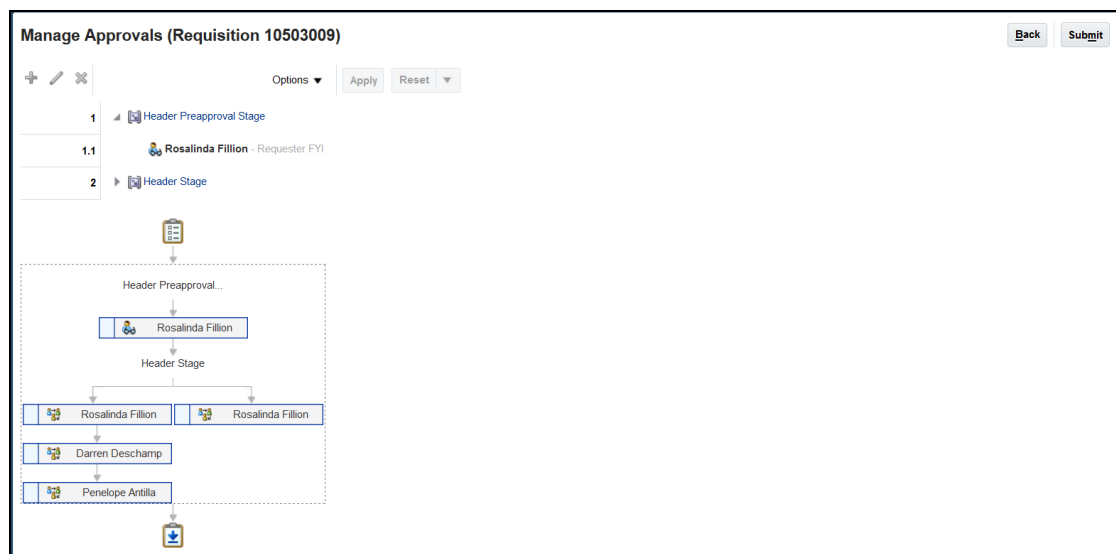 Manage Approvals (Requisition 10503009)
Back
Submit
Options
Apply
Reset
1 Header Preapproval Stage
1.1 Rosalinda Fillion - Requester FYI
2 Header Stage
Header Preapproval...
Rosalinda Fillion
Header Stage
Rosalinda Fillion
Rosalinda Fillion
Darren Deschamp
Penelope Antilla